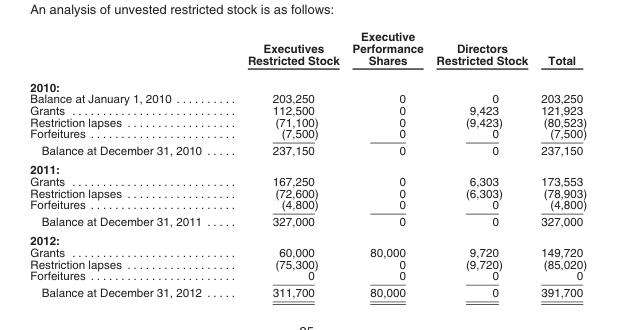 An analysis of unvested restricted stock is as follows:
Executive
Executives Performance Directors
Restricted Stock Shares Restricted Stock Total
2010:
Balance at January 1, 2010 .......... 203,250 0 0 203,250
Grants ............................ 112,500 0 9,423 121,923
Restriction lapses .................... (71,100) 0 (9,423) (80,523)
Forfeitures ......................... (7,500) 0 0 (7,500)
Balance at December 31, 2010 ..... 237,150 0 0 237,150
2011:
Grants ............................ 167,250 0 6,303 173,553
Restriction lapses .................... (72,600) 0 (6,303) (78,903)
Forfeitures ......................... (4,800) 0 0 (4,800)
Balance at December 31, 2011 ..... 327,000 0 0 327,000
2012:
Grants ............................ 60,000 80,000 9,720 149,720
Restriction lapses .................... (75,300) 0 (9,720) (85,020)
Forfeitures ......................... 0 0 0 0
Balance at December 31, 2012 ..... 311,700 80,000 0 391,700